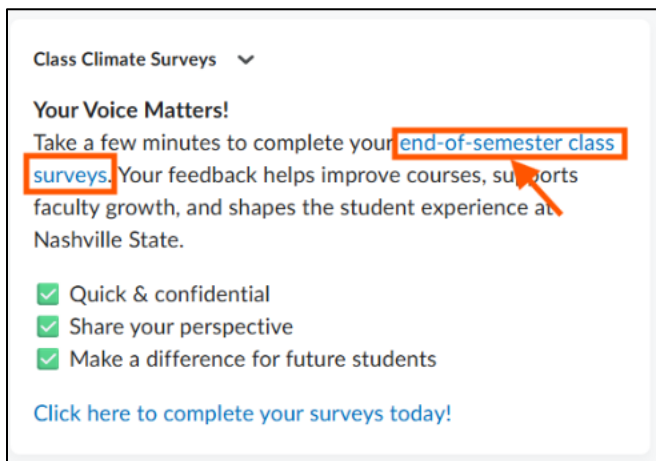 Class Climate Surveys
Your Voice Matters!
Take a few minutes to complete your end-of-semester class
surveys. Your feedback helps improve courses, supports
faculty growth, and shapes the student experience at
Nashville State.
Quick & confidential
Share your perspective
Make a difference for future students
Click here to complete your surveys today!